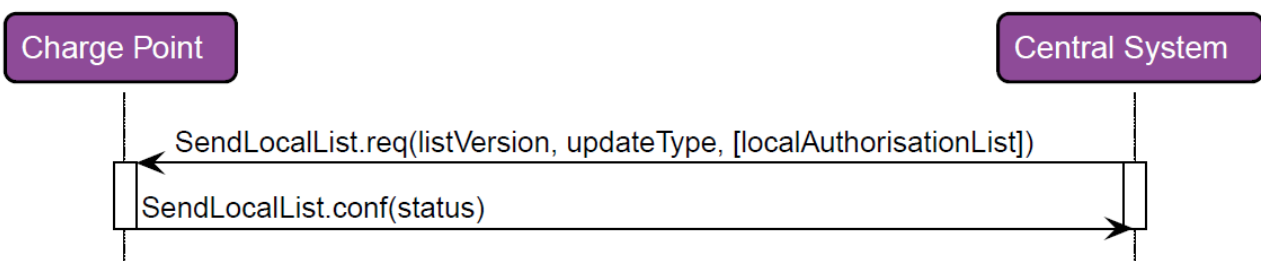 Charge Point
Central System
SendLocalList.req(listVersion, updateType, [localAuthorisationList])
SendLocalList.conf(status)